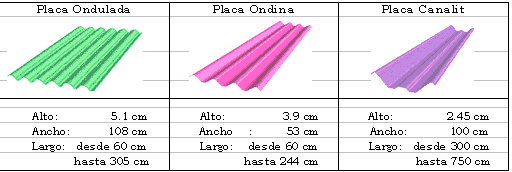 Placa Ondulada Placa Ondina Placa Canalit
Alto: 5.1 cm Alto: 3.9 cm Alto: 2.45 cm
Ancho: 108 cm Ancho : 53 cm Ancho: 100 cm
Largo: desde 60 cm Largo: desde 60 cm Largo: desde 300 cm
hasta 305 cm hasta 244 cm hasta 750 cm